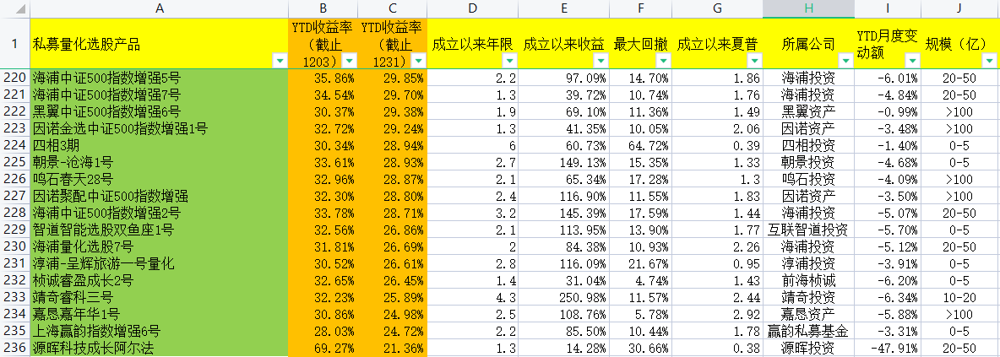 A B C D E F G H I J
1 私募量化选股产品 YTD收益率（截止1203） YTD收益率（截止1231） 成立以来年限 成立以来收益 最大回撤 成立以来夏普 所属公司 YTD月度变动额 规模（亿）
220 海浦中证500指数增强5号 35.86% 29.85% 2.2 97.09% 14.70% 1.86 海浦投资 -6.01% 20-50
221 海浦中证500指数增强7号 34.54% 29.70% 1.3 39.72% 10.74% 1.76 海浦投资 -4.84% 20-50
222 黑翼中证500指数增强6号 30.37% 29.38% 1.9 69.10% 11.36% 1.49 黑翼资产 -0.99% >100
223 因诺金选中证500指数增强1号 32.72% 29.24% 1.3 41.35% 10.05% 2.06 因诺资产 -3.48% >100
224 四相3期 30.34% 28.94% 6 60.73% 64.72% 0.39 四相投资 -1.40% 0-5
225 朝景-沧海1号 33.61% 28.93% 2.7 149.13% 15.35% 1.33 朝景投资 -4.68% 0-5
226 鸣石春天28号 32.96% 28.87% 2.1 65.34% 17.28% 1.3 鸣石投资 -4.09% >100
227 因诺聚配中证500指数增强 32.30% 28.80% 2.4 116.90% 11.55% 1.83 因诺资产 -3.50% >100
228 海浦中证500指数增强2号 33.78% 28.71% 3.2 145.39% 17.59% 1.44 海浦投资 -5.07% 20-50
229 智道智能选股双鱼座1号 32.56% 26.86% 2.1 113.95% 13.90% 1.77 互联智道投资 -5.70% 0-5
230 海浦量化选股7号 31.81% 26.69% 2 84.38% 10.93% 2.26 海浦投资 -5.12% 20-50
231 淳浦-呈辉旅游一号量化 30.52% 26.61% 2.8 116.09% 21.67% 0.95 淳浦投资 -3.91% 0-5
232 桢诚睿盈成长2号 32.65% 26.45% 1.4 31.04% 4.74% 1.43 前海桢诚 -6.20% 0-5
233 靖奇睿科三号 32.23% 25.89% 4.3 250.98% 11.57% 2.44 靖奇投资 -6.34% 10-20
234 嘉恳嘉年华1号 30.86% 24.98% 2.5 108.76% 5.78% 2.92 嘉恳资产 -5.88% >100
235 上海赢韵指数增强6号 28.03% 24.72% 2.2 85.50% 10.44% 1.78 赢韵私募基金 -3.31% 0-5
236 源晖科技成长阿尔法 69.27% 21.36% 1.3 14.28% 30.66% 0.38 源晖投资 -47.91% 20-50